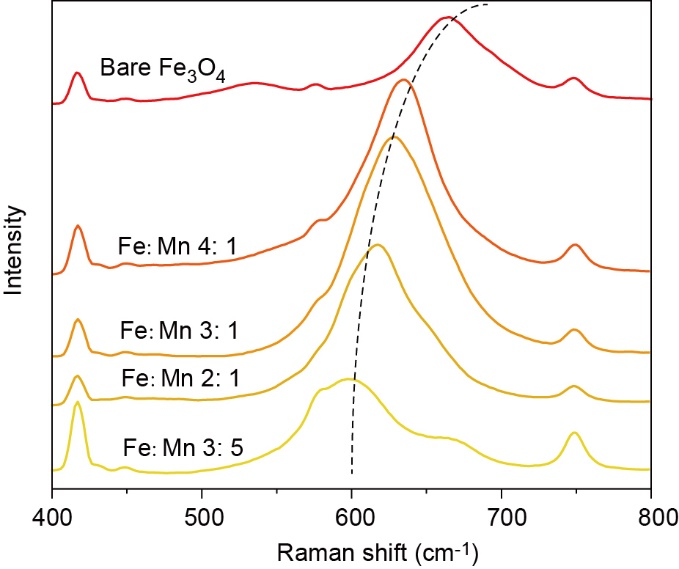 Bare Fe₃O₄
Fe: Mn 4: 1
Fe: Mn 3: 1
Fe: Mn 2: 1
Fe: Mn 3: 5
Intensity
400 500 600 700 800
Raman shift (cm⁻¹)